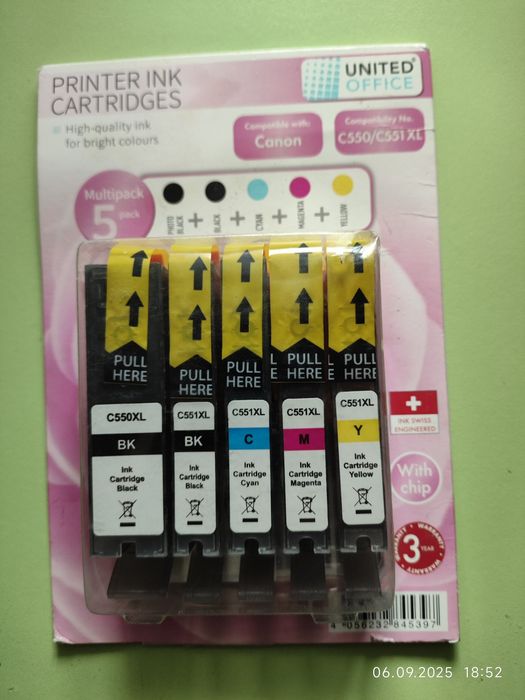 PRINTER INK
CARTRIDGES
UNITED®
OFFICE
High-quality ink
for bright colours
Compatible with:
Canon
Compatibility No.
C550/C551 XL
Multipack
5 pack
PHOTO BLACK + BLACK + CYAN + MAGENTA + YELLOW
PULL
HERE
PULL
HERE
PULL
HERE
PULL
HERE
PULL
HERE
C550XL
BK
Ink
Cartridge
Black
C551XL
BK
Ink
Cartridge
Black
C551XL
C
Ink
Cartridge
Cyan
C551XL
M
Ink
Cartridge
Magenta
C551XL
Y
Ink
Cartridge
Yellow
INK SWISS
ENGINEERED
With
chip
3 YEAR
WARRANTY
4 056232 845397
06.09.2025 18:52